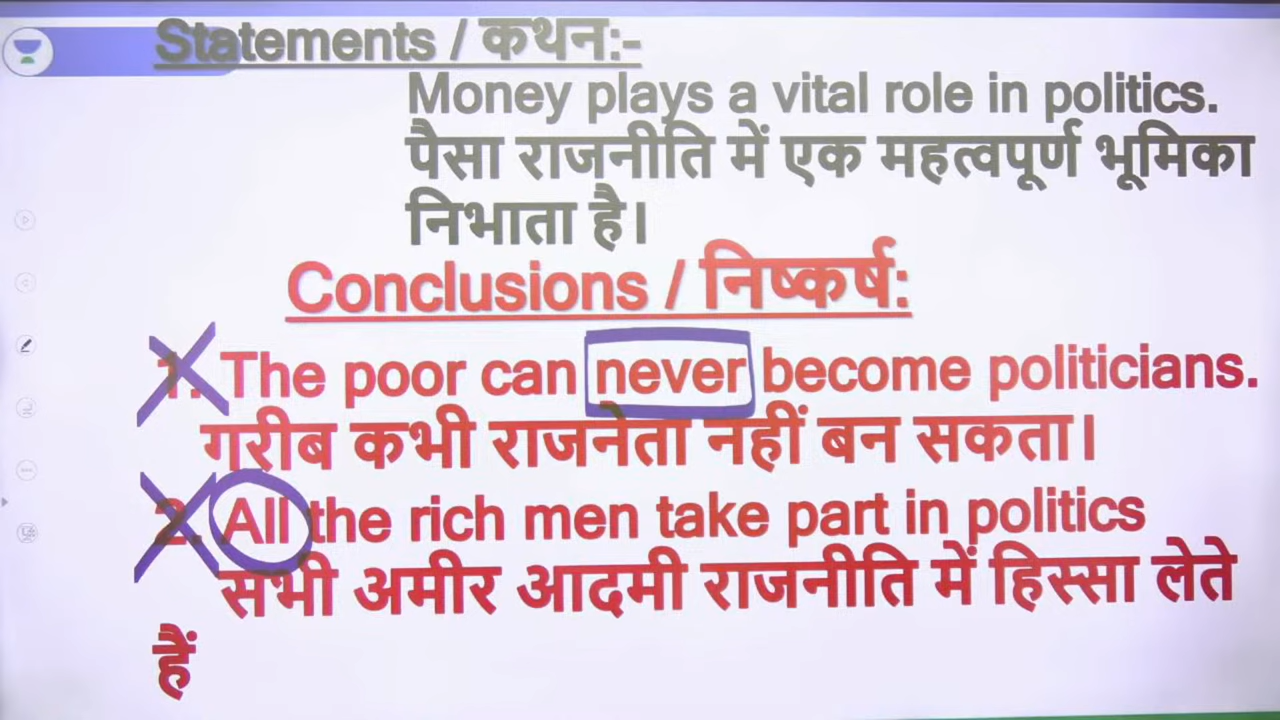 Statements / कथन:-
Money plays a vital role in politics.
पैसा राजनीति में एक महत्वपूर्ण भूमिका
निभाता है।
Conclusions / निष्कर्ष:
1. The poor can never become politicians.
गरीब कभी राजनेता नहीं बन सकता।
2. All the rich men take part in politics
सभी अमीर आदमी राजनीति में हिस्सा लेते
हैं